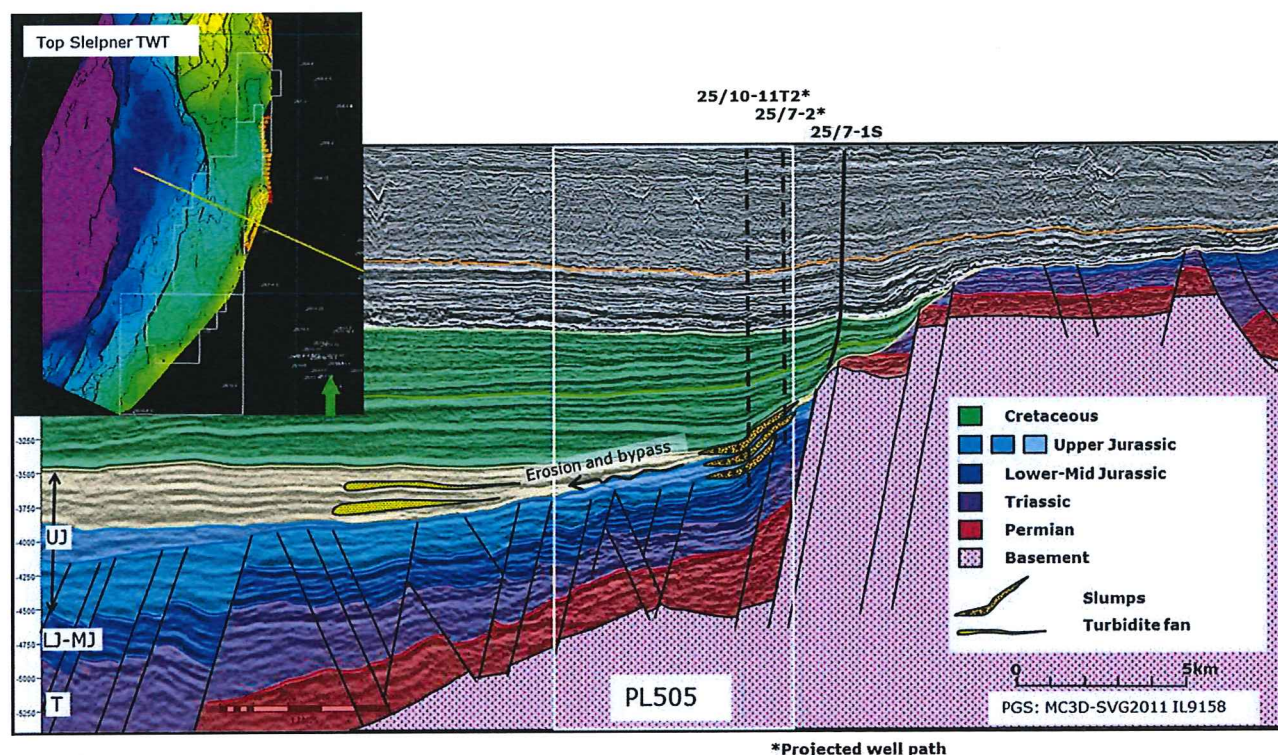 Top Sleipner TWT
25/10-11T2*
25/7-2*
25/7-1S
Erosion and bypass
-3250
-3500
-3750
-4000
-4250
-4500
-4750
-5000
-5250
UJ
LJ-MJ
T
Cretaceous
Upper Jurassic
Lower-Mid Jurassic
Triassic
Permian
Basement
Slumps
Turbidite fan
0 5km
PL505
PGS: MC3D-SVG2011 IL9158
*Projected well path